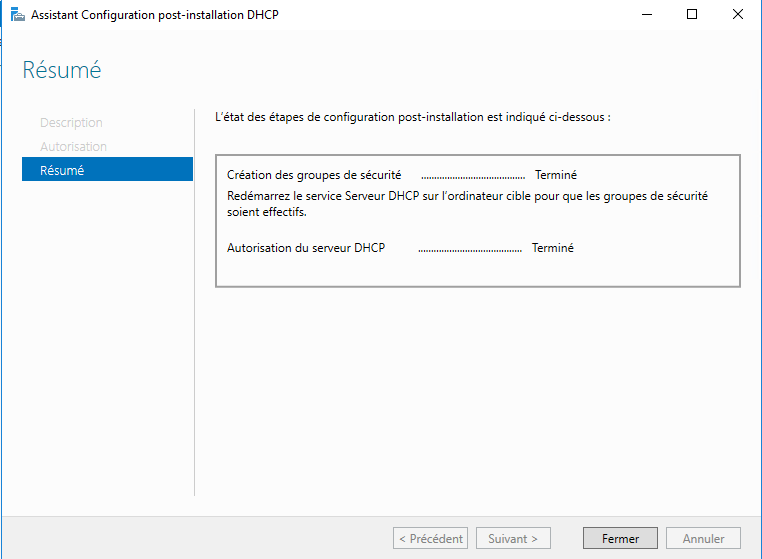 Assistant Configuration post-installation DHCP
Résumé
Description
Autorisation
Résumé
L'état des étapes de configuration post-installation est indiqué ci-dessous :
Création des groupes de sécurité ........................................ Terminé
Redémarrez le service Serveur DHCP sur l'ordinateur cible pour que les groupes de sécurité
soient effectifs.
Autorisation du serveur DHCP ........................................ Terminé
< Précédent
Suivant >
Fermer
Annuler